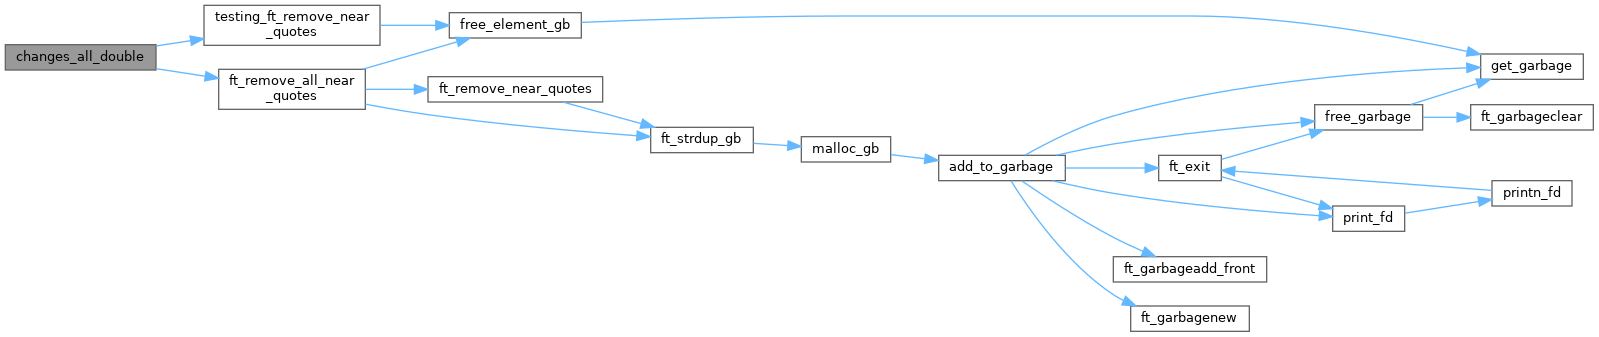 changes_all_double
testing_ft_remove_near
_quotes
ft_remove_all_near
_quotes
free_element_gb
ft_remove_near_quotes
ft_strdup_gb
malloc_gb
add_to_garbage
get_garbage
free_garbage
ft_garbageclear
ft_exit
printn_fd
print_fd
ft_garbageadd_front
ft_garbagenew